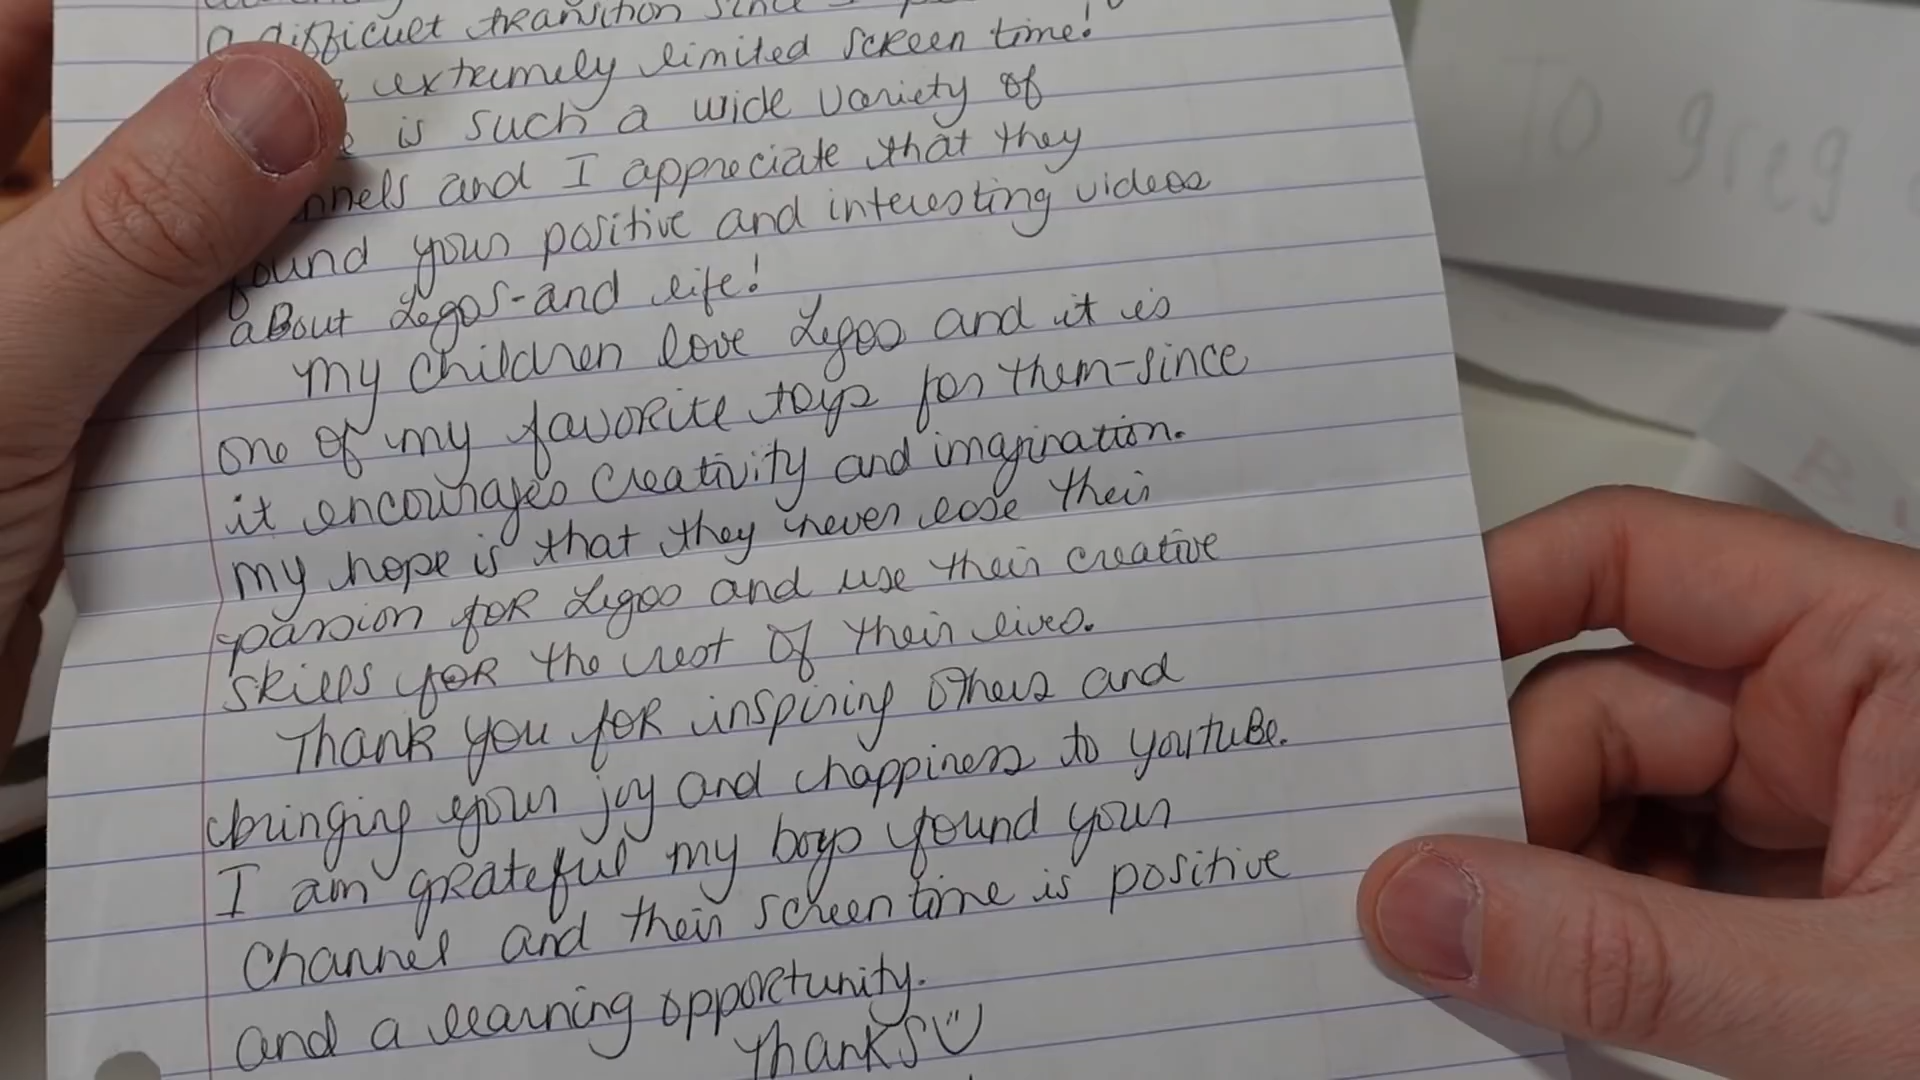 a difficult transition since I
extremely limited screen time!
is such a wide variety of
nnels and I appreciate that they
found your positive and interesting videos
about Legos-and life!
my children love Legos and it is
one of my favorite toys for them-since
it encourages creativity and imagination.
my hope is that they never lose their
passion for Legos and use their creative
skills for the rest of their lives.
Thank you for inspiring others and
bringing your joy and happiness to youtube.
I am grateful my boys found your
channel and their screen time is positive
and a learning opportunity.
Thanks
To greg